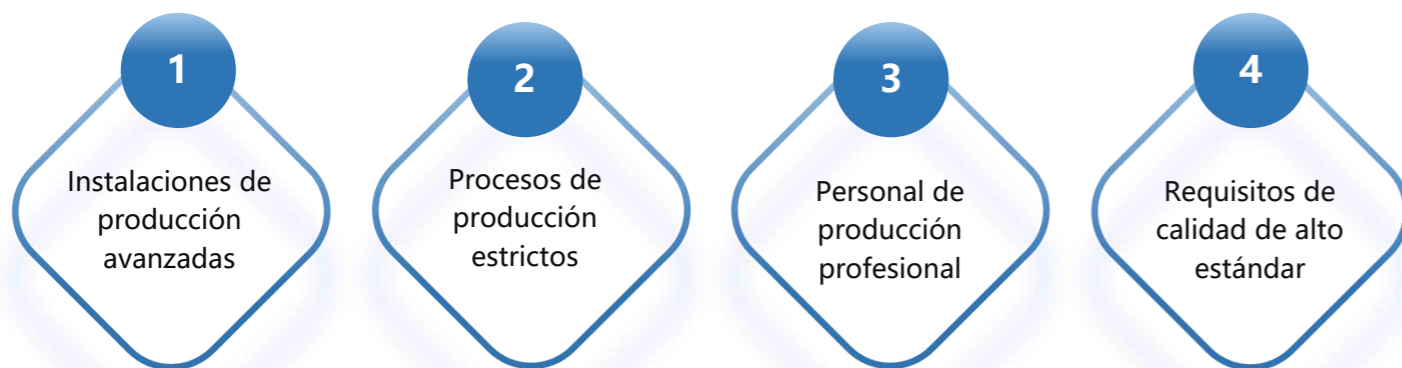 1
Instalaciones de
producción
avanzadas
2
Procesos de
producción
estrictos
3
Personal de
producción
profesional
4
Requisitos de
calidad de alto
estándar